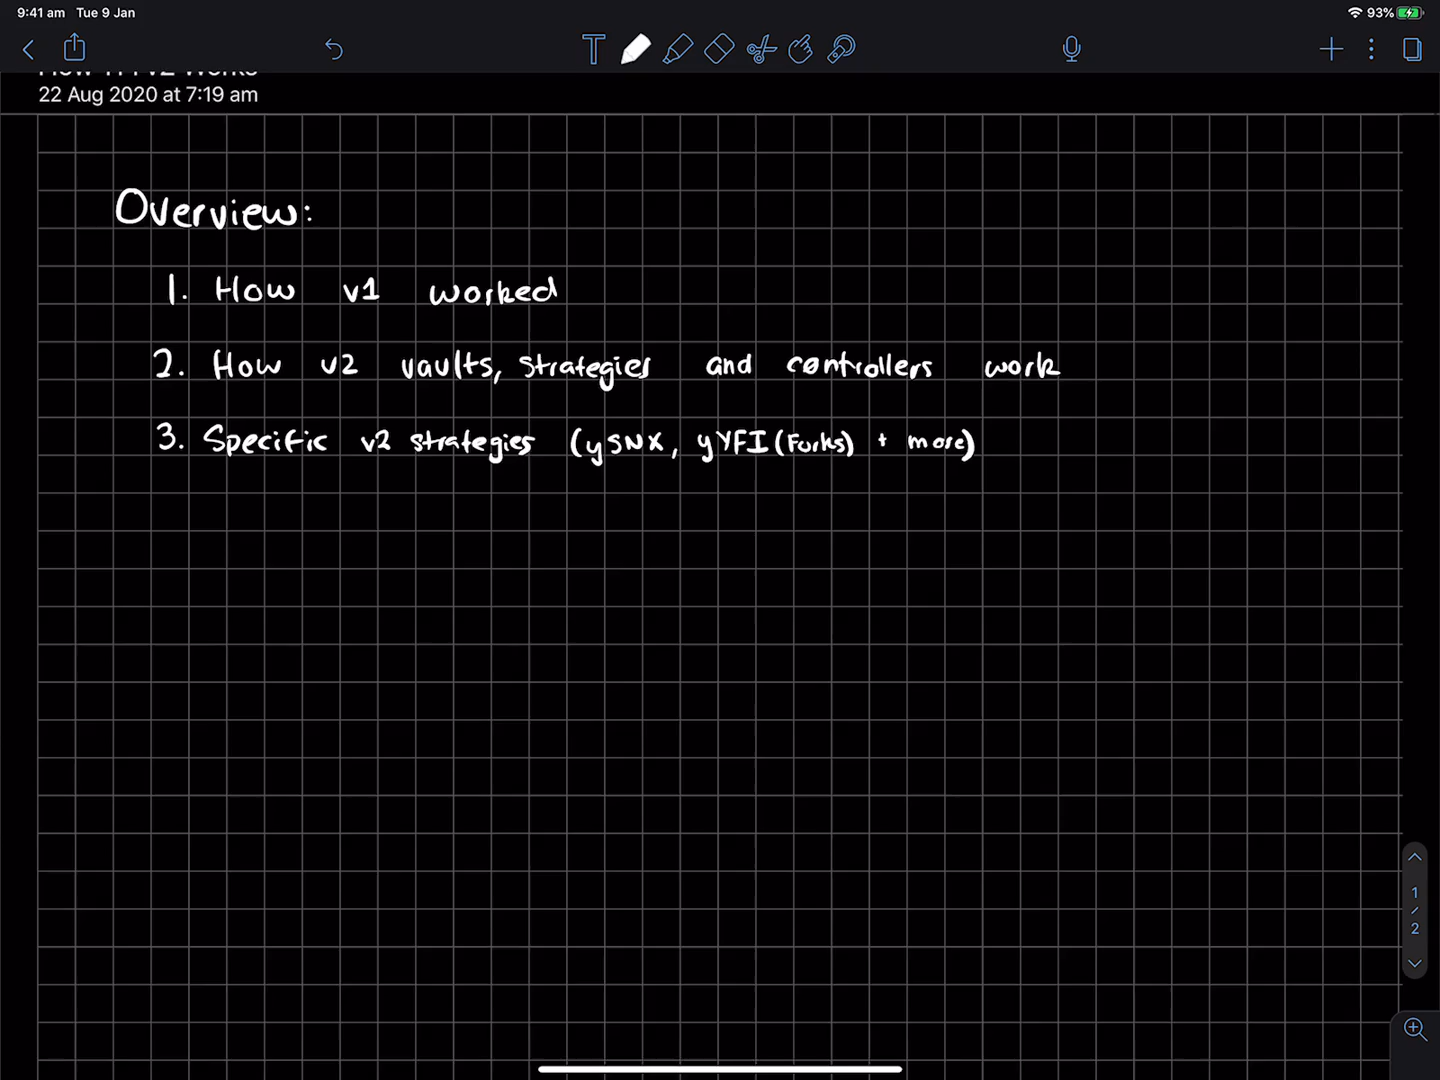 9:41 am Tue 9 Jan
93%
22 Aug 2020 at 7:19 am
Overview:
1. How v1 worked
2. How v2 vaults, strategies and controllers work
3. Specific v2 strategies (ySNX, yYFI (Forks) + more)
1
/
2